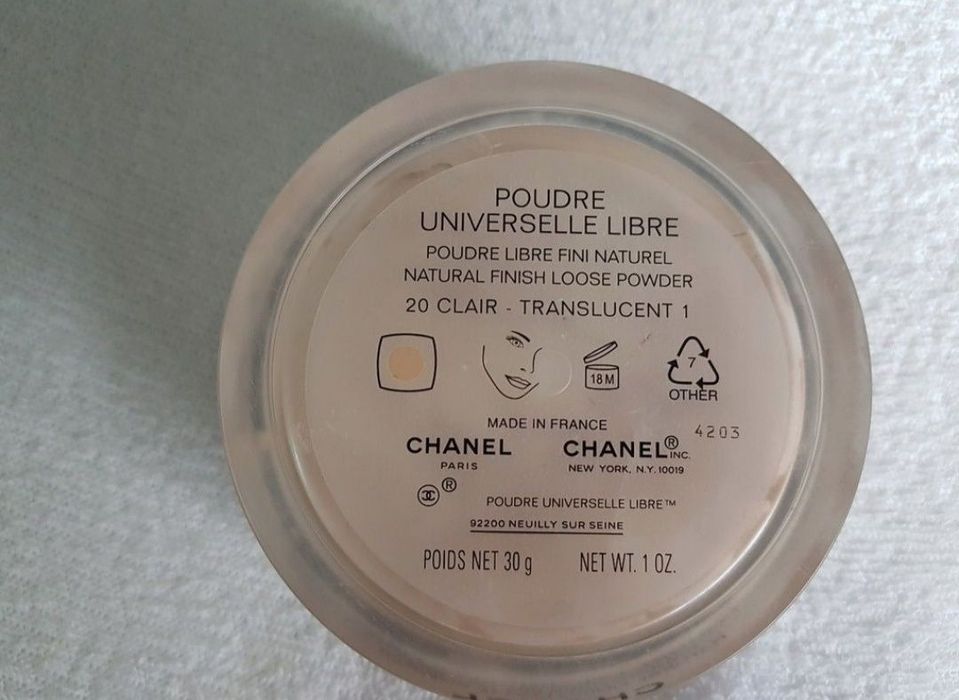 POUDRE
UNIVERSELLE LIBRE
POUDRE LIBRE FINI NATUREL
NATURAL FINISH LOOSE POWDER
20 CLAIR - TRANSLUCENT 1
18 M
7
OTHER
MADE IN FRANCE
4203
CHANEL CHANEL® INC.
PARIS NEW YORK, N.Y. 10019
®
POUDRE UNIVERSELLE LIBRE™
92200 NEUILLY SUR SEINE
POIDS NET 30 g NET WT. 1 OZ.